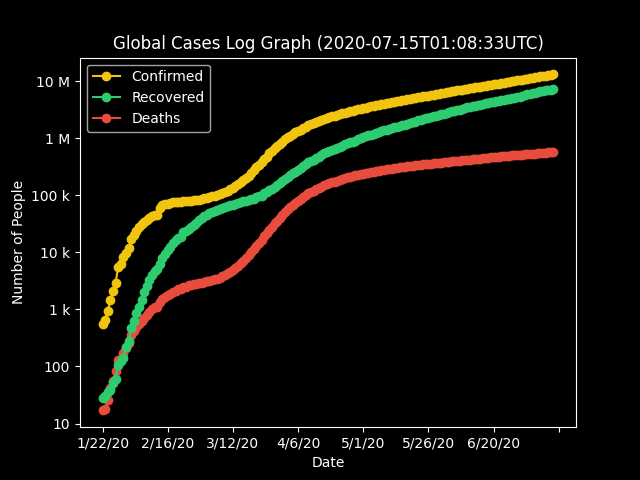 Global Cases Log Graph (2020-07-15T01:08:33UTC)
Confirmed
Recovered
Deaths
Number of People
10 M
1 M
100 k
10 k
1 k
100
10
1/22/20 2/16/20 3/12/20 4/6/20 5/1/20 5/26/20 6/20/20
Date